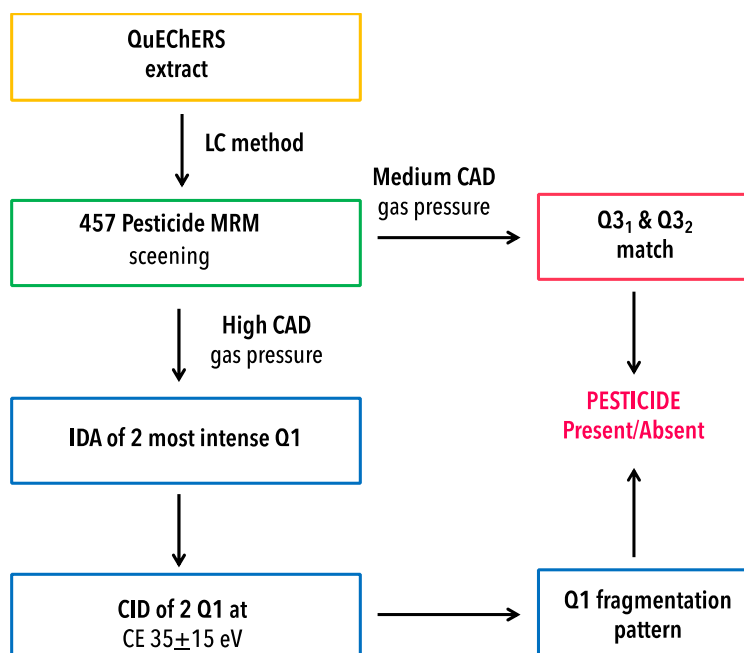 QuEChERS
extract
LC method
Medium CAD
gas pressure
457 Pesticide MRM
sceening
Q3₁ & Q3₂
match
High CAD
gas pressure
IDA of 2 most intense Q1
PESTICIDE
Present/Absent
CID of 2 Q1 at
CE 35±15 eV
Q1 fragmentation
pattern